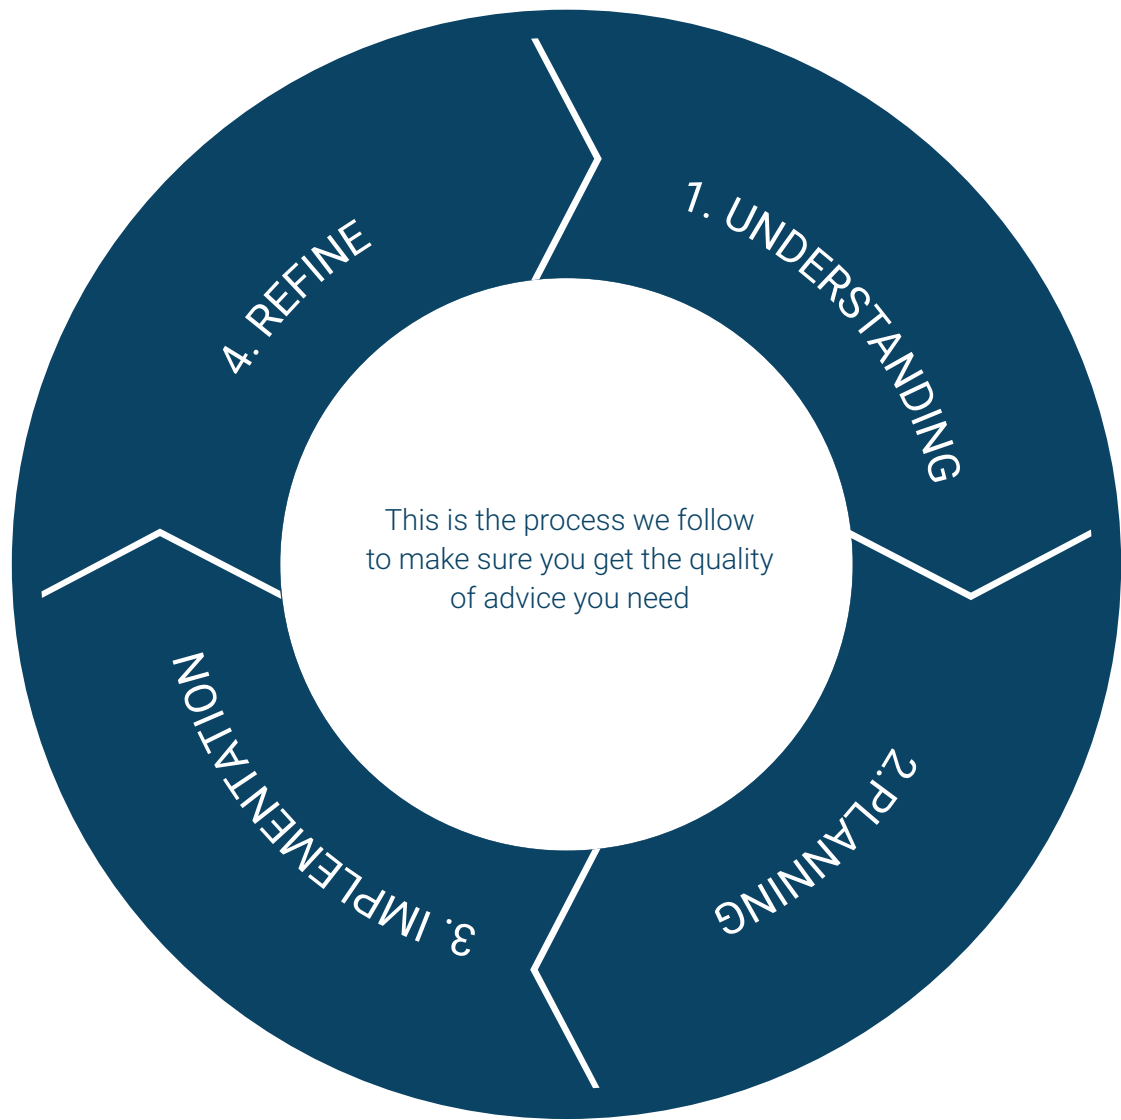 1. UNDERSTANDING
2.PLANNING
3. IMPLEMENTATION
4. REFINE
This is the process we follow
to make sure you get the quality
of advice you need